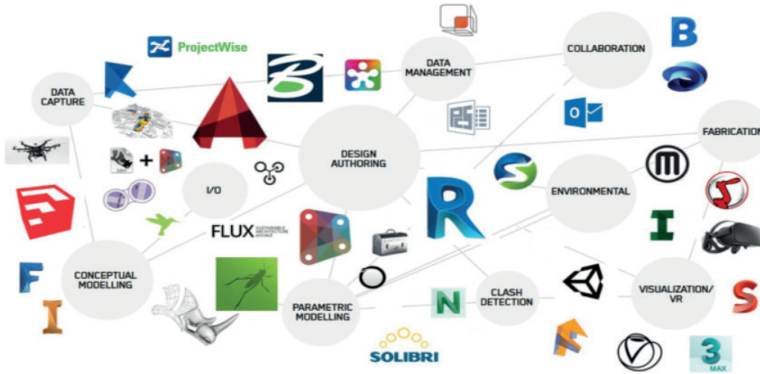 ProjectWise
DATA
CAPTURE
DATA
MANAGEMENT
COLLABORATION
B
FABRICATION
DESIGN
AUTHORING
I/O
ENVIRONMENTAL
FLUX
R
I
CONCEPTUAL
MODELLING
F
I
PARAMETRIC
MODELLING
N
CLASH
DETECTION
VISUALIZATION/
VR
S
SOLIBRI
3
MAX